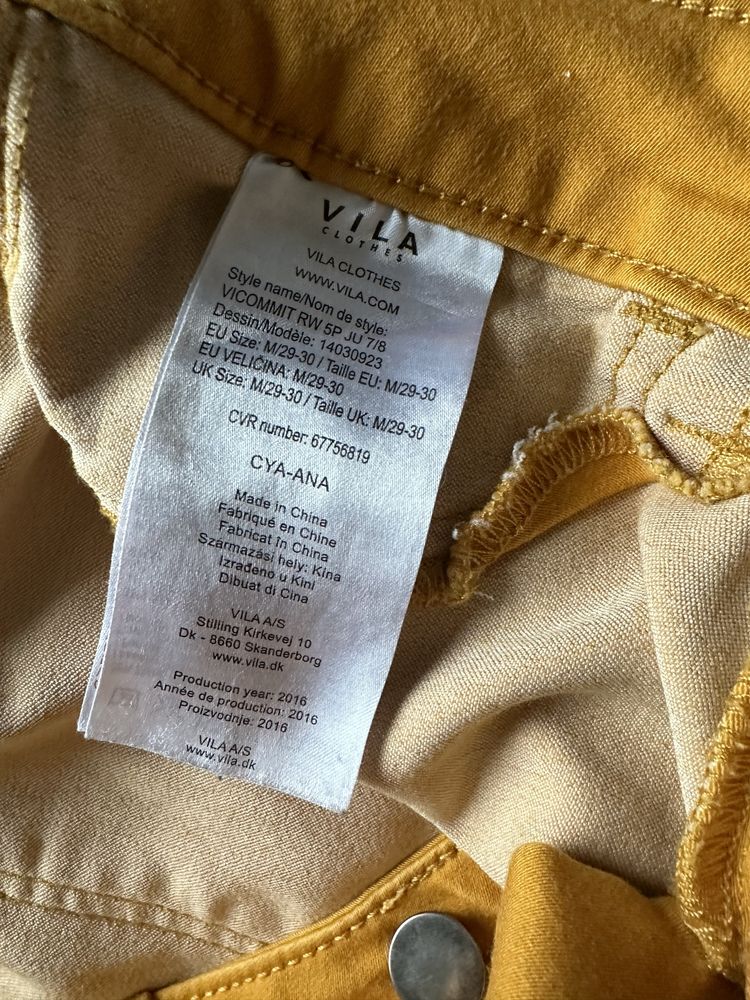 VILA
CLOTHES
VILA CLOTHES
WWW.VILA.COM
Style name/Nom de style:
VICOMMIT RW 5P JU 7/8
Dessin/Modèle: 14030923
EU Size: M/29-30 / Taille EU: M/29-30
EU VELIČINA: M/29-30
UK Size: M/29-30 / Taille UK: M/29-30
CVR number: 67756819
CYA-ANA
Made in China
Fabriqué en Chine
Fabricat în China
Származási hely: Kína
Izrađeno u Kini
Dibuat di Cina
VILA A/S
Stilling Kirkevej 10
Dk - 8660 Skanderborg
www.vila.dk
Production year: 2016
Année de production: 2016
Proizvodnje: 2016
VILA A/S
www.vila.dk